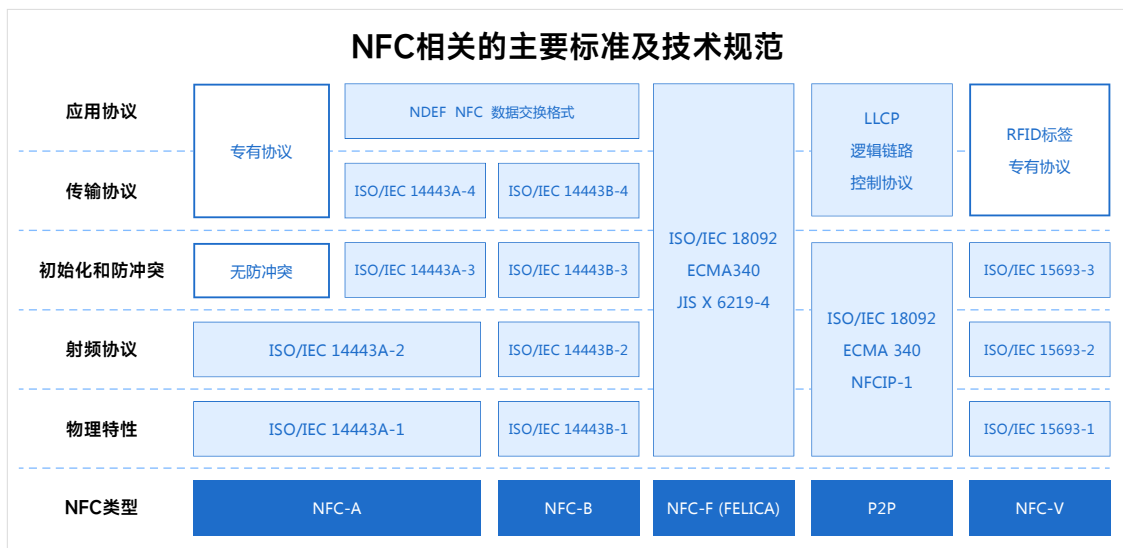 NFC相关的主要标准及技术规范
应用协议
专有协议
NDEF NFC 数据交换格式
LLCP
逻辑链路
控制协议
RFID标签
专有协议
传输协议
ISO/IEC 14443A-4
ISO/IEC 14443B-4
ISO/IEC 18092
ECMA340
JIS X 6219-4
初始化和防冲突
无防冲突
ISO/IEC 14443A-3
ISO/IEC 14443B-3
ISO/IEC 15693-3
ISO/IEC 18092
ECMA 340
NFCIP-1
射频协议
ISO/IEC 14443A-2
ISO/IEC 14443B-2
ISO/IEC 15693-2
物理特性
ISO/IEC 14443A-1
ISO/IEC 14443B-1
ISO/IEC 15693-1
NFC类型
NFC-A
NFC-B
NFC-F (FELICA)
P2P
NFC-V